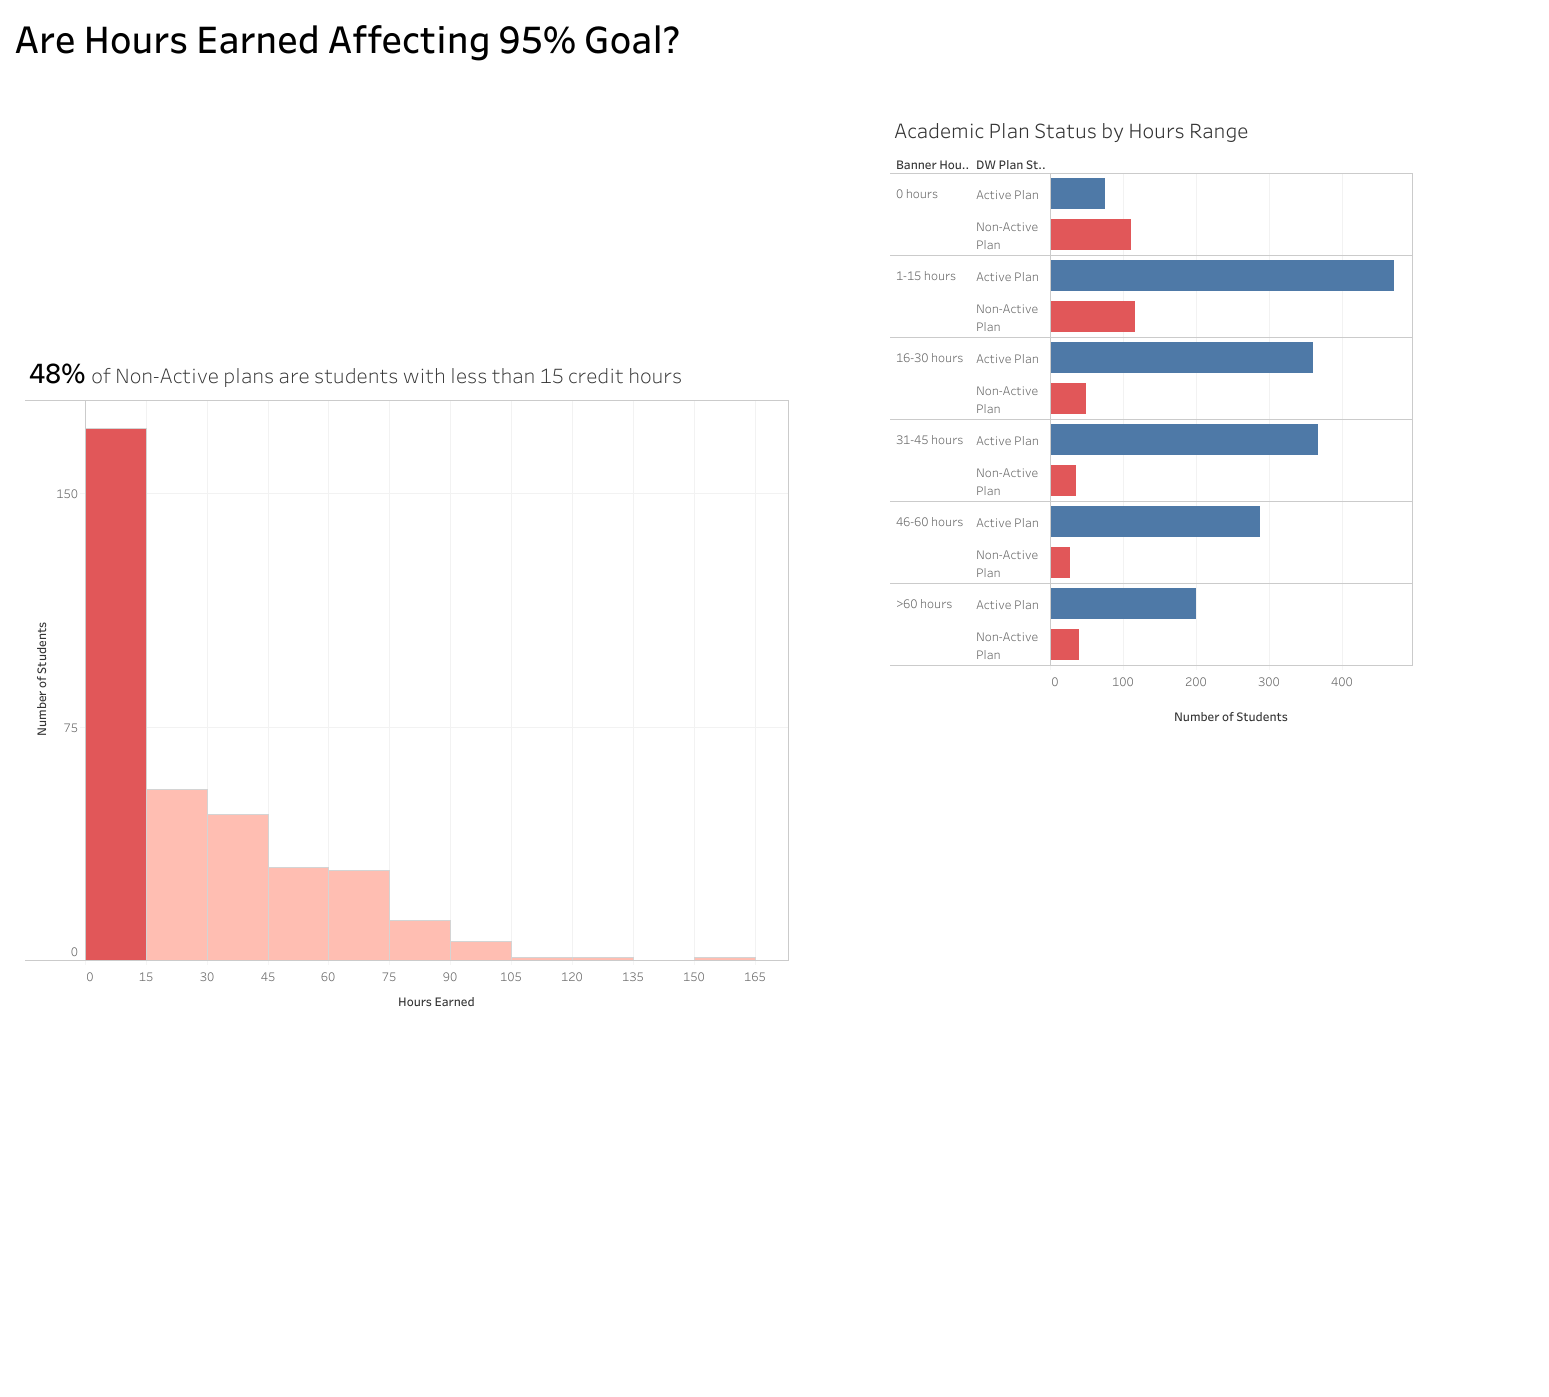 Are Hours Earned Affecting 95% Goal?
Academic Plan Status by Hours Range
Banner Hou.. DW Plan St..
0 hours Active Plan
Non-Active
Plan
1-15 hours Active Plan
Non-Active
Plan
16-30 hours Active Plan
Non-Active
Plan
31-45 hours Active Plan
Non-Active
Plan
46-60 hours Active Plan
Non-Active
Plan
>60 hours Active Plan
Non-Active
Plan
0 100 200 300 400
Number of Students
48% of Non-Active plans are students with less than 15 credit hours
150
75
0
Number of Students
0 15 30 45 60 75 90 105 120 135 150 165
Hours Earned